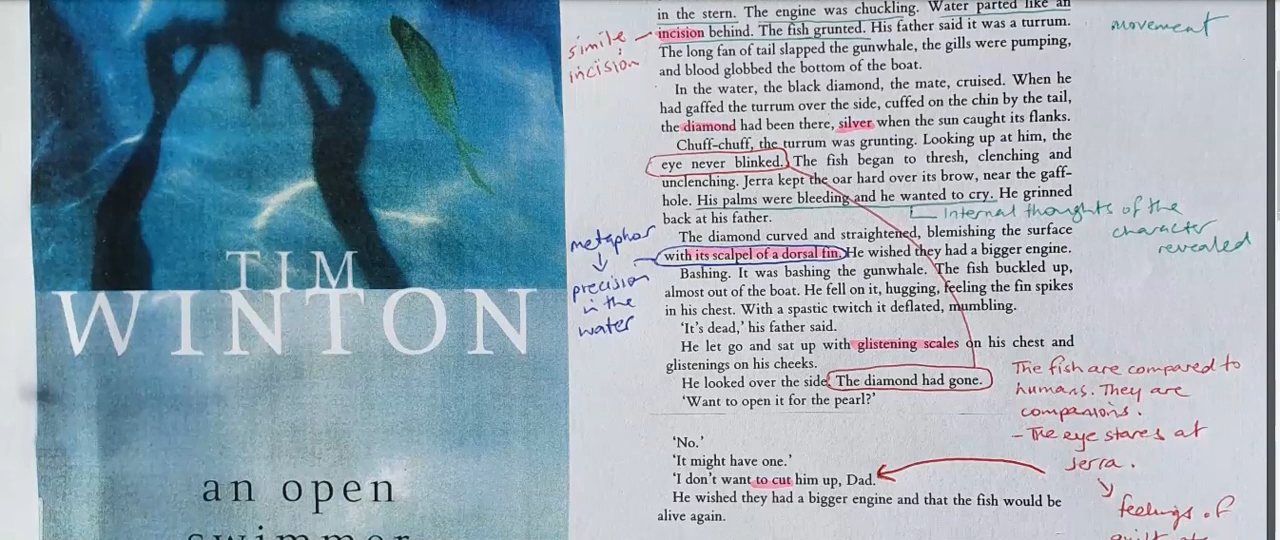 TIM
WINTON
an open
swimmer
in the stern. The engine was chuckling. Water parted like an
incision behind. The fish grunted. His father said it was a turrum.
The long fan of tail slapped the gunwhale, the gills were pumping,
and blood globbed the bottom of the boat.
In the water, the black diamond, the mate, cruised. When he
had gaffed the turrum over the side, cuffed on the chin by the tail,
the diamond had been there, silver when the sun caught its flanks.
Chuff-chuff, the turrum was grunting. Looking up at him, the
eye never blinked. The fish began to thresh, clenching and
unclenching. Jerra kept the oar hard over its brow, near the gaff-
hole. His palms were bleeding and he wanted to cry. He grinned
back at his father.
The diamond curved and straightened, blemishing the surface
with its scalpel of a dorsal fin. He wished they had a bigger engine.
Bashing. It was bashing the gunwhale. The fish buckled up,
almost out of the boat. He fell on it, hugging, feeling the fin spikes
in his chest. With a spastic twitch it deflated, mumbling.
'It's dead,' his father said.
He let go and sat up with glistening scales on his chest and
glistenings on his cheeks.
He looked over the side. The diamond had gone.
'Want to open it for the pearl?'
'No.'
'It might have one.'
'I don't want to cut him up, Dad.'
He wished they had a bigger engine and that the fish would be
alive again.
simile
incision
metaphor
precision
in the
water
movement
Internal thoughts of the
character
revealed
The fish are compared to
humans. They are
companions.
- The eye stares at
Jerra.
feelings of
guilt